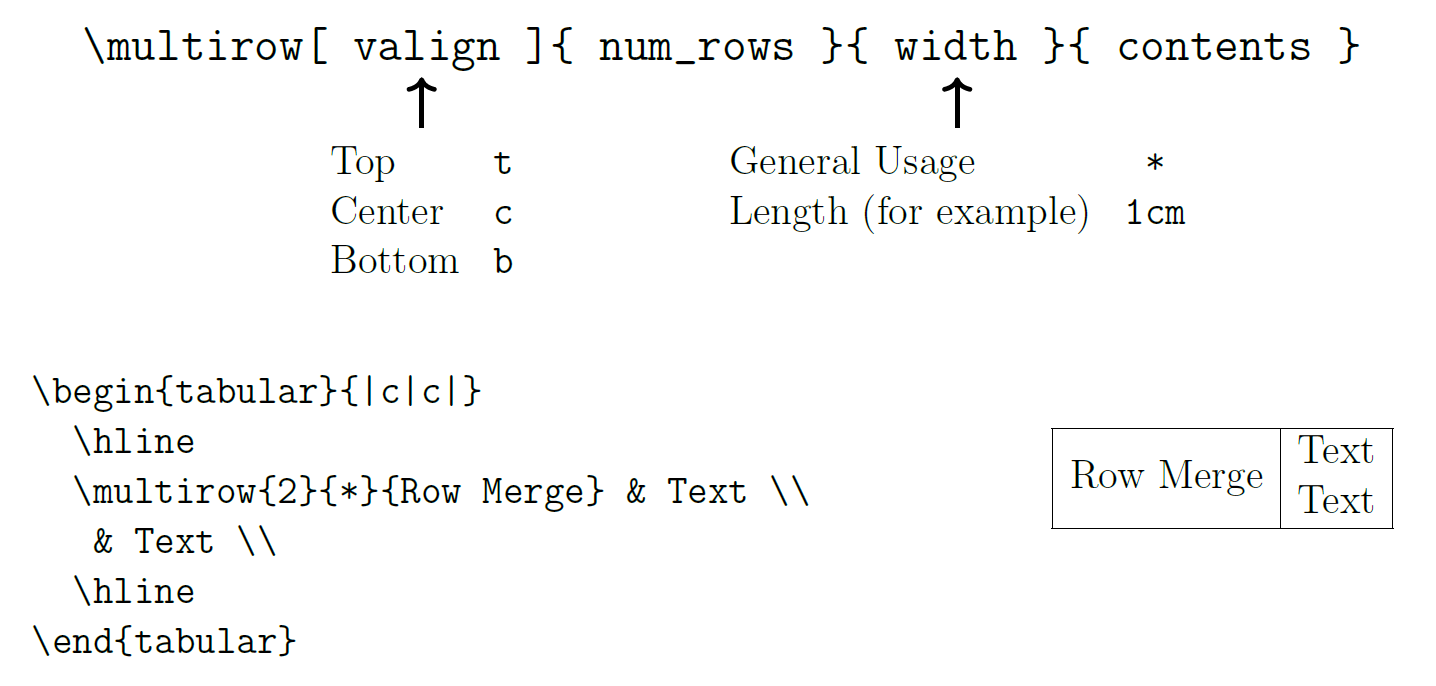 \multirow[ valign ]{ num_rows }{ width }{ contents }
Top t
Center c
Bottom b
General Usage *
Length (for example) 1cm
\begin{tabular}{|c|c|}
\hline
\multirow{2}{*}{Row Merge} & Text \\
& Text \\
\hline
\end{tabular}
Row Merge
Text
Text